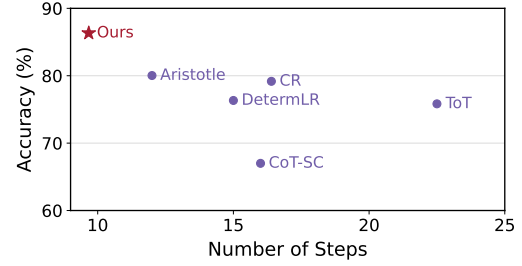 90
Ours
80
Aristotle
CR
DetermLR
ToT
70
CoT-SC
60
10
15
20
25
Accuracy (%)
Number of Steps